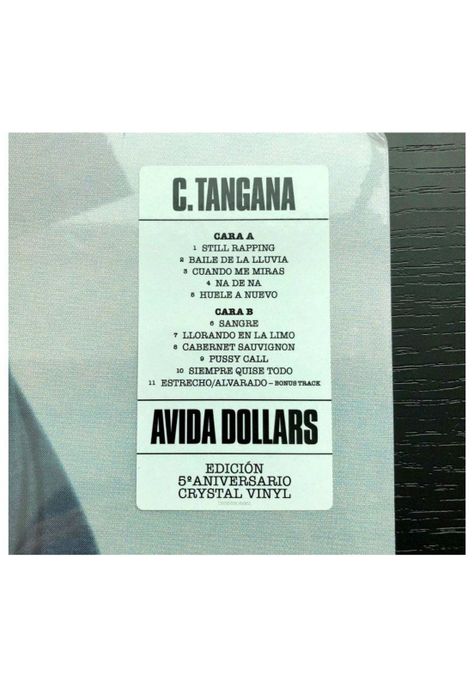 C. TANGANA
CARA A
1 STILL RAPPING
2 BAILE DE LA LLUVIA
3 CUANDO ME MIRAS
4 NA DE NA
5 HUELE A NUEVO
CARA B
6 SANGRE
7 LLORANDO EN LA LIMO
8 CABERNET SAUVIGNON
9 PUSSY CALL
10 SIEMPRE QUISE TODO
11 ESTRECHO/ALVARADO – BONUS TRACK
AVIDA DOLLARS
EDICIÓN
5º ANIVERSARIO
CRYSTAL VINYL